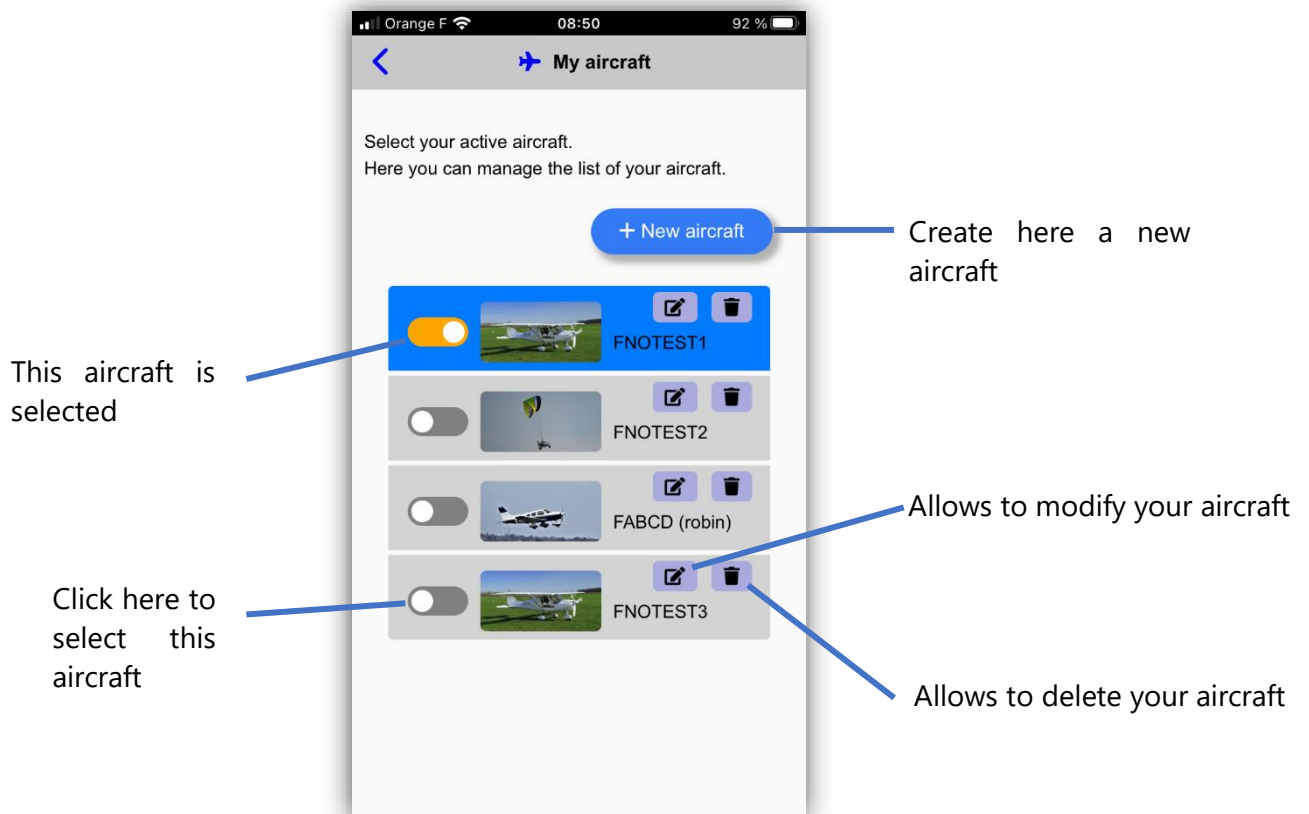 Orange F 08:50 92 %
My aircraft
Select your active aircraft.
Here you can manage the list of your aircraft.
+ New aircraft
Create here a new
aircraft
FNOTEST1
This aircraft is
selected
FNOTEST2
FABCD (robin)
Allows to modify your aircraft
FNOTEST3
Click here to
select this
aircraft
Allows to delete your aircraft